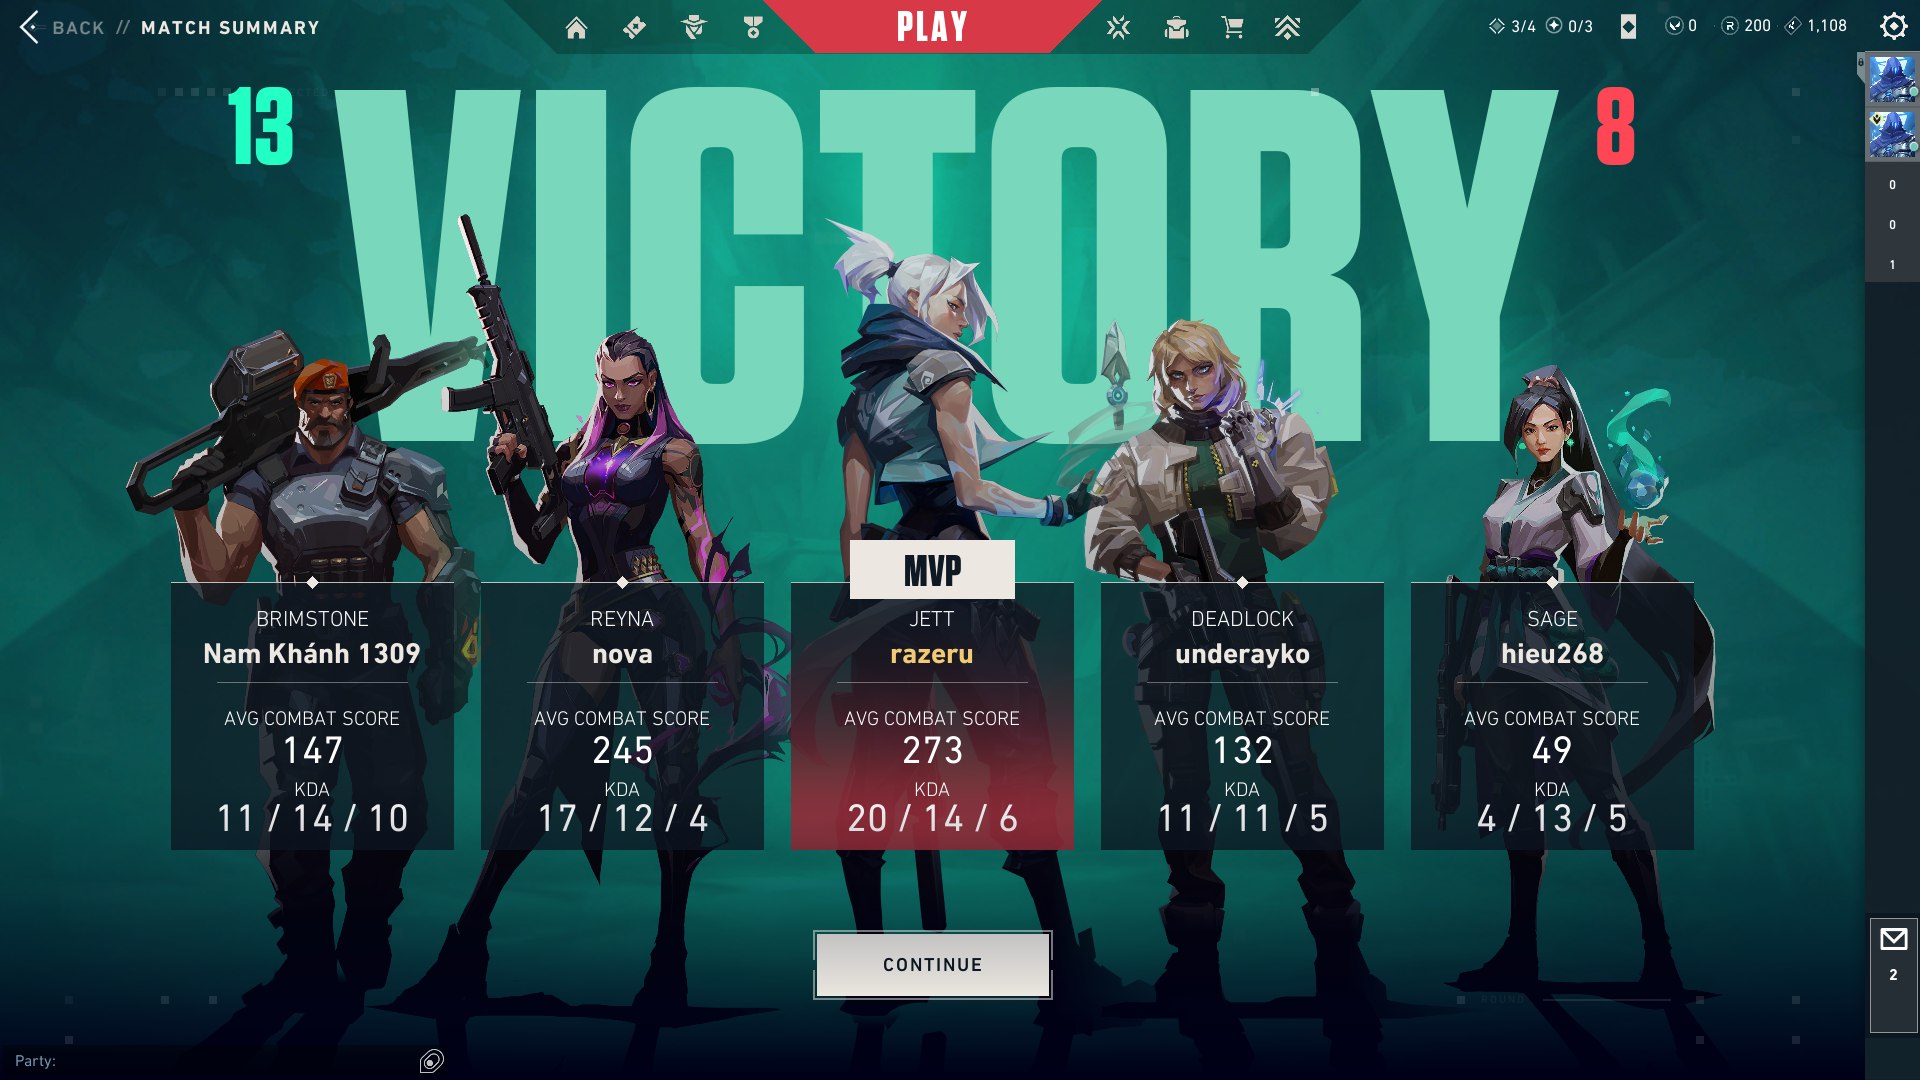 BACK // MATCH SUMMARY
PLAY
3/4 0/3 0 200 1,108
13
VICTORY
8
0
0
1
MVP
BRIMSTONE
Nam Khánh 1309
AVG COMBAT SCORE
147
KDA
11 / 14 / 10
REYNA
nova
AVG COMBAT SCORE
245
KDA
17 / 12 / 4
JETT
razeru
AVG COMBAT SCORE
273
KDA
20 / 14 / 6
DEADLOCK
underayko
AVG COMBAT SCORE
132
KDA
11 / 11 / 5
SAGE
hieu268
AVG COMBAT SCORE
49
KDA
4 / 13 / 5
CONTINUE
2
ROUND
Party: